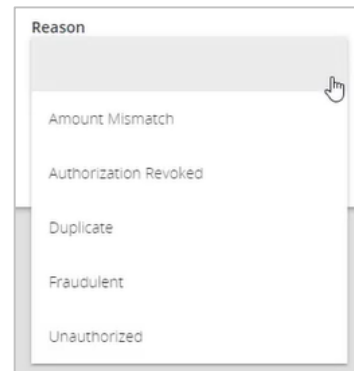 Reason
Amount Mismatch
Authorization Revoked
Duplicate
Fraudulent
Unauthorized